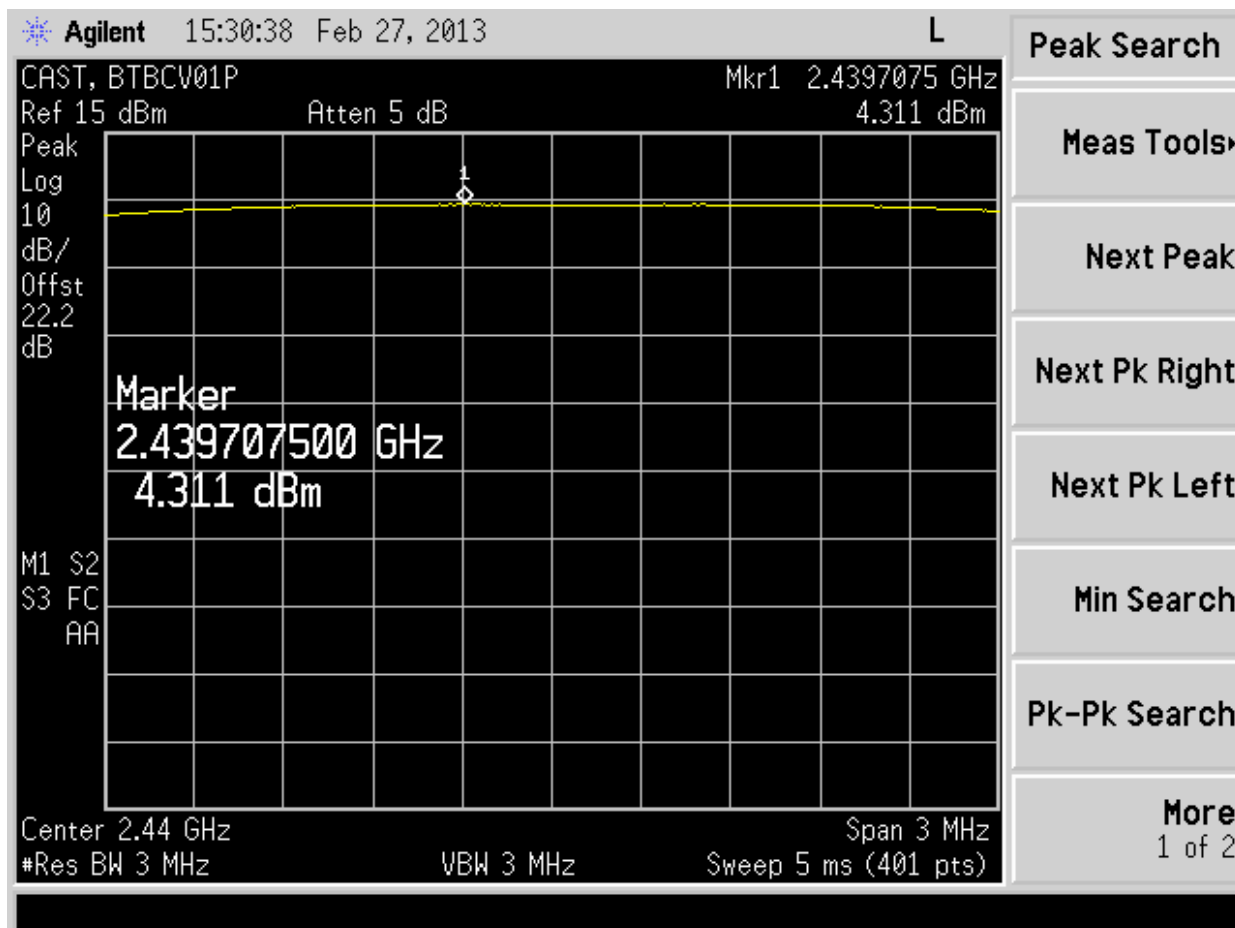 Agilent 15:30:38 Feb 27, 2013 L
CAST, BTBCV01P Mkr1 2.4397075 GHz
Ref 15 dBm Atten 5 dB 4.311 dBm
Peak
Log
10
dB/
Offst
22.2
dB
1
Marker
2.439707500 GHz
4.311 dBm
M1 S2
S3 FC
AA
Center 2.44 GHz Span 3 MHz
#Res BW 3 MHz VBW 3 MHz Sweep 5 ms (401 pts)
Peak Search
Meas Tools
Next Peak
Next Pk Right
Next Pk Left
Min Search
Pk-Pk Search
More
1 of 2